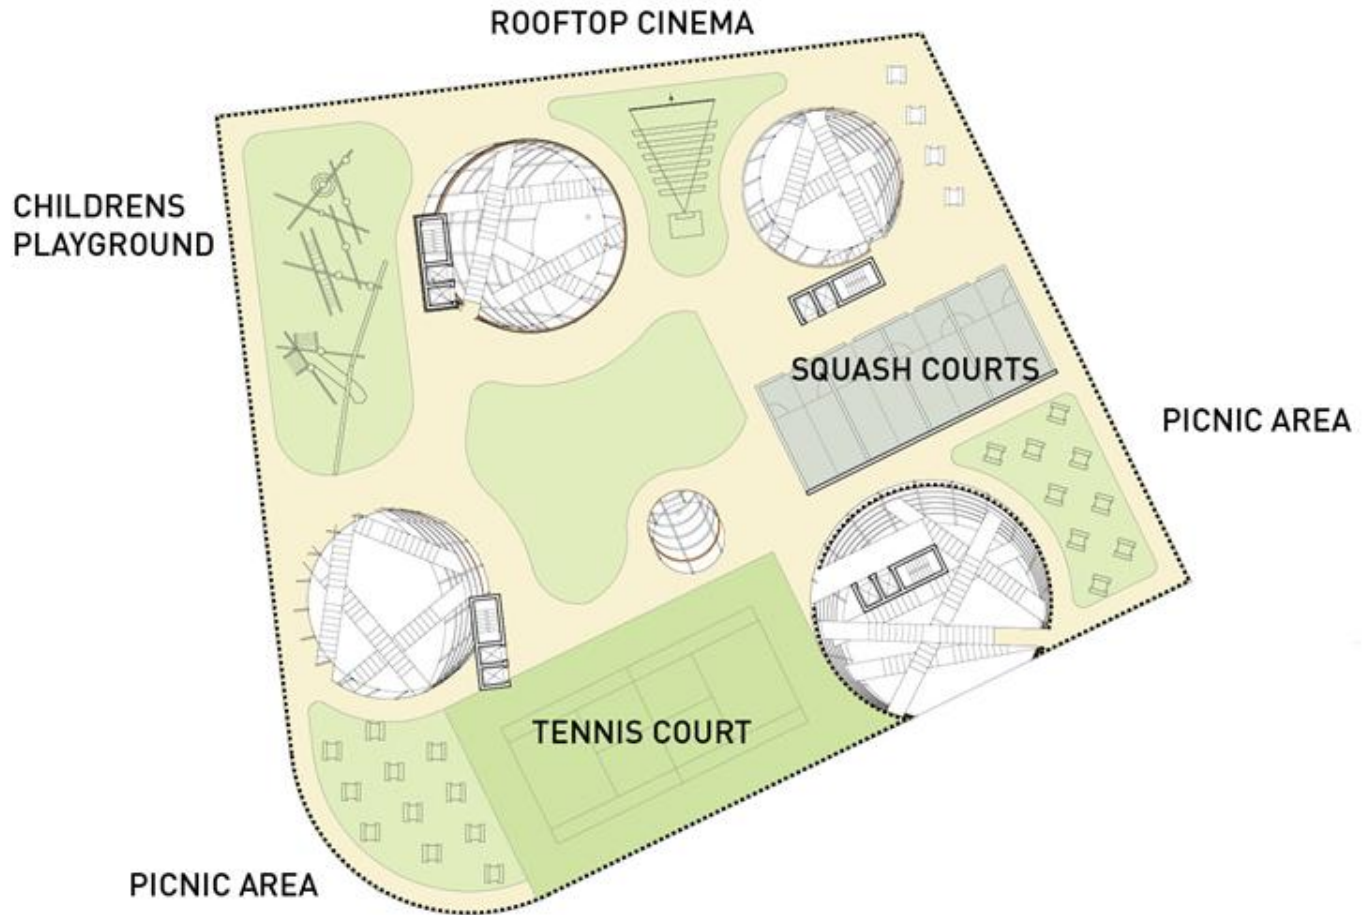 ROOFTOP CINEMA
CHILDRENS
PLAYGROUND
SQUASH COURTS
PICNIC AREA
TENNIS COURT
PICNIC AREA